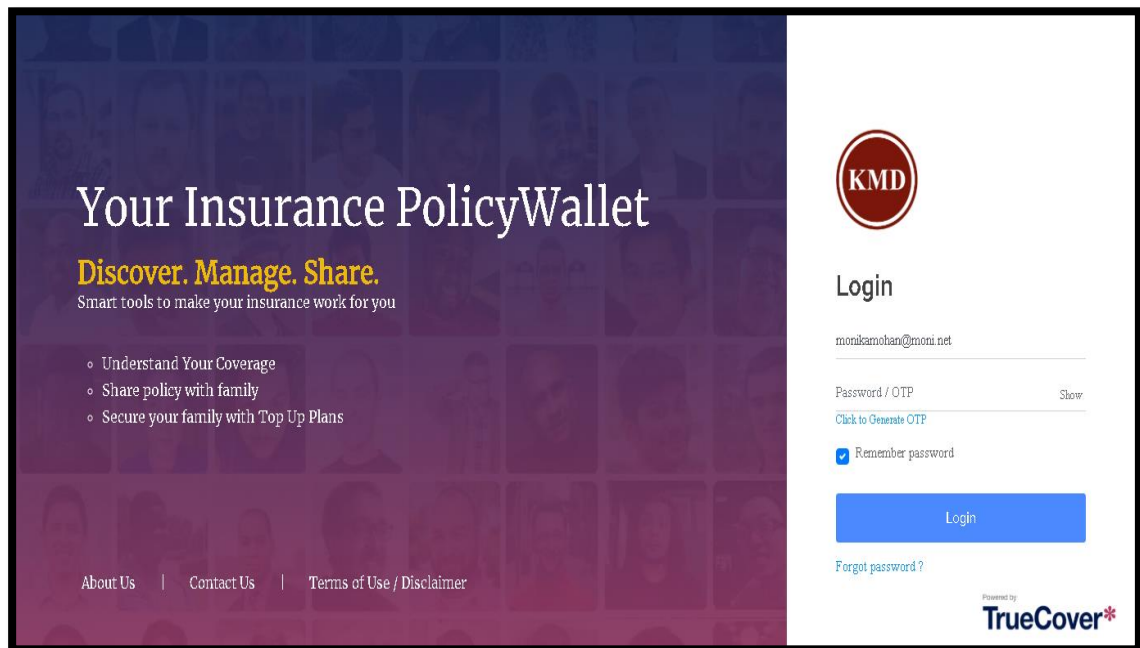 Your Insurance PolicyWallet
Discover. Manage. Share.
Smart tools to make your insurance work for you
Understand Your Coverage
Share policy with family
Secure your family with Top Up Plans
About Us | Contact Us | Terms of Use / Disclaimer
KMD
Login
monikamohan@moni.net
Password / OTP Show
Click to Generate OTP
Remember password
Login
Forgot password ?
Powered by
TrueCover*